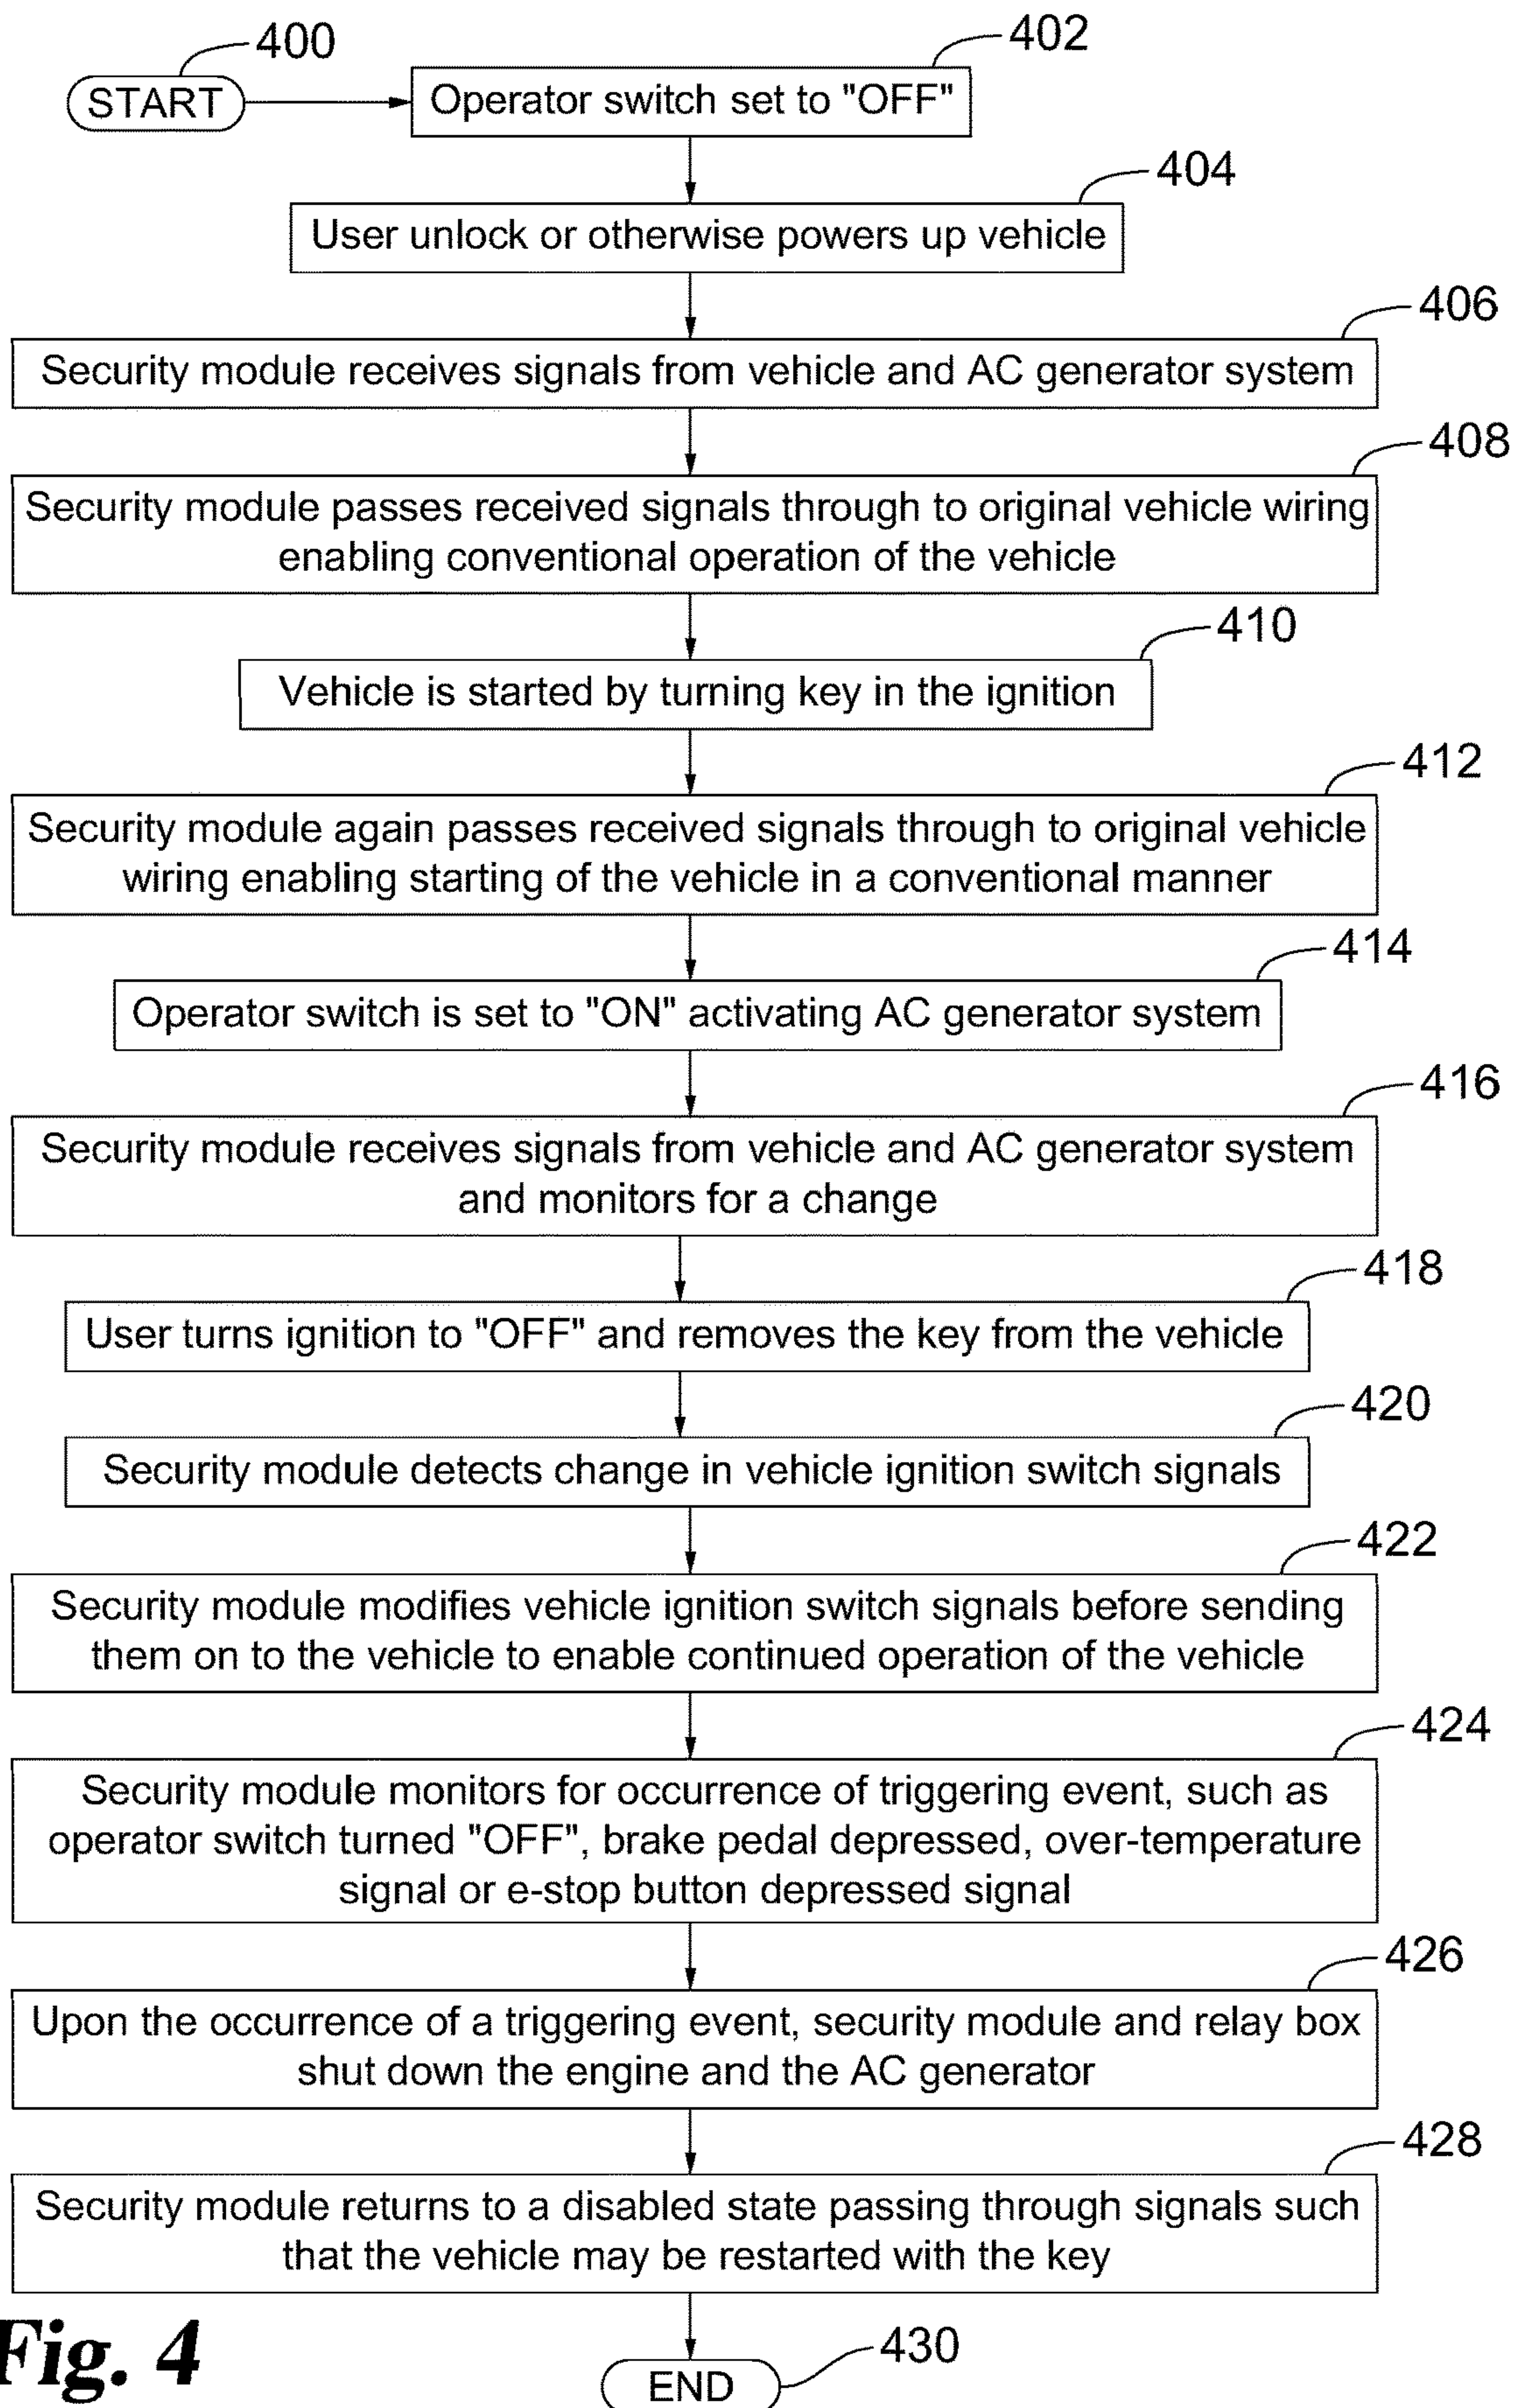 400
402
START
Operator switch set to "OFF"
404
User unlock or otherwise powers up vehicle
406
Security module receives signals from vehicle and AC generator system
408
Security module passes received signals through to original vehicle wiring
enabling conventional operation of the vehicle
410
Vehicle is started by turning key in the ignition
412
Security module again passes received signals through to original vehicle
wiring enabling starting of the vehicle in a conventional manner
414
Operator switch is set to "ON" activating AC generator system
416
Security module receives signals from vehicle and AC generator system
and monitors for a change
418
User turns ignition to "OFF" and removes the key from the vehicle
420
Security module detects change in vehicle ignition switch signals
422
Security module modifies vehicle ignition switch signals before sending
them on to the vehicle to enable continued operation of the vehicle
424
Security module monitors for occurrence of triggering event, such as
operator switch turned "OFF", brake pedal depressed, over-temperature
signal or e-stop button depressed signal
426
Upon the occurrence of a triggering event, security module and relay box
shut down the engine and the AC generator
428
Security module returns to a disabled state passing through signals such
that the vehicle may be restarted with the key
Fig. 4
430
END